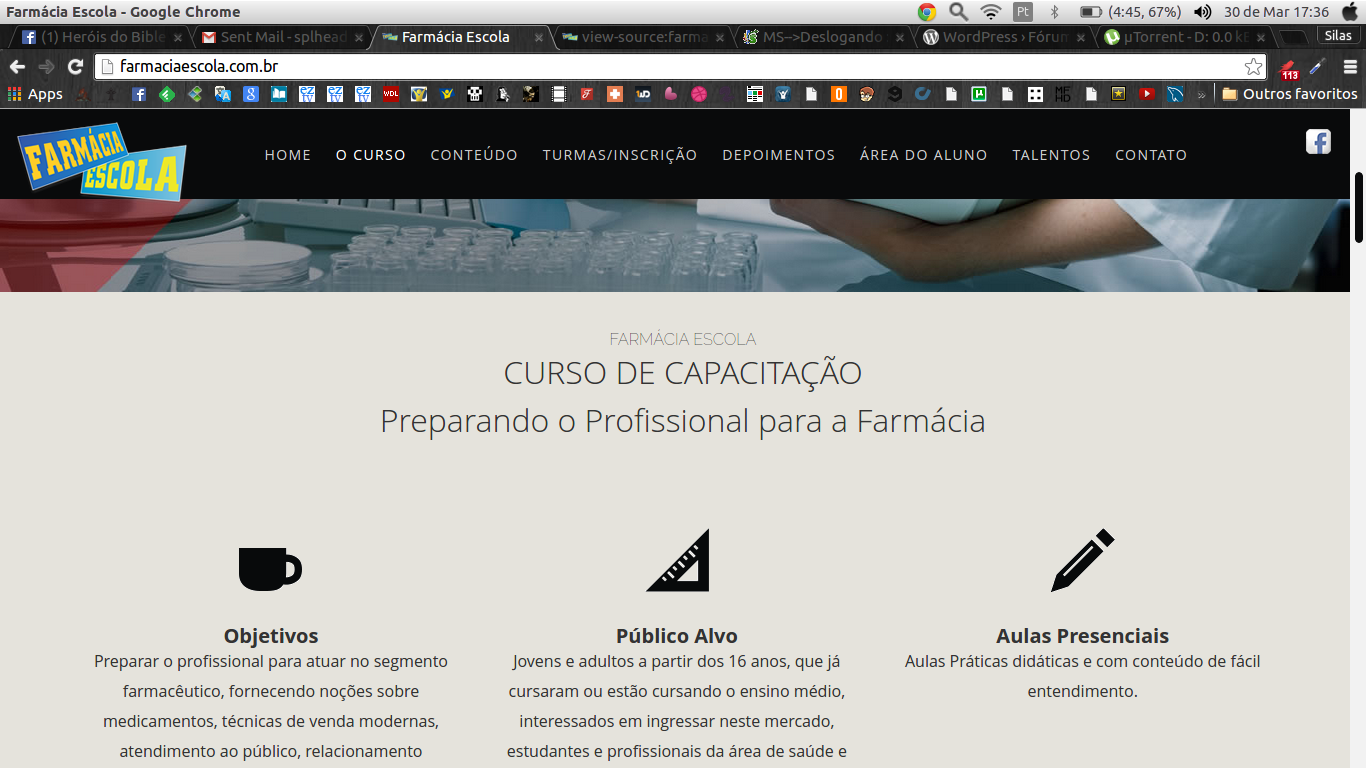 Farmácia Escola - Google Chrome
Pt
(4:45, 67%)
30 de Mar 17:36
(1) Heróis do Bible
Sent Mail - splhead
Farmácia Escola
view-source:farma
MS-->Deslogando
WordPress › Fórum
µTorrent - D: 0.0 kE
Silas
farmaciaescola.com.br
113
Apps
Outros favoritos
FARMÁCIA
ESCOLA
HOME
O CURSO
CONTEÚDO
TURMAS/INSCRIÇÃO
DEPOIMENTOS
ÁREA DO ALUNO
TALENTOS
CONTATO
FARMÁCIA ESCOLA
CURSO DE CAPACITAÇÃO
Preparando o Profissional para a Farmácia
Objetivos
Preparar o profissional para atuar no segmento
farmacêutico, fornecendo noções sobre
medicamentos, técnicas de venda modernas,
atendimento ao público, relacionamento
Público Alvo
Jovens e adultos a partir dos 16 anos, que já
cursaram ou estão cursando o ensino médio,
interessados em ingressar neste mercado,
estudantes e profissionais da área de saúde e
Aulas Presenciais
Aulas Práticas didáticas e com conteúdo de fácil
entendimento.